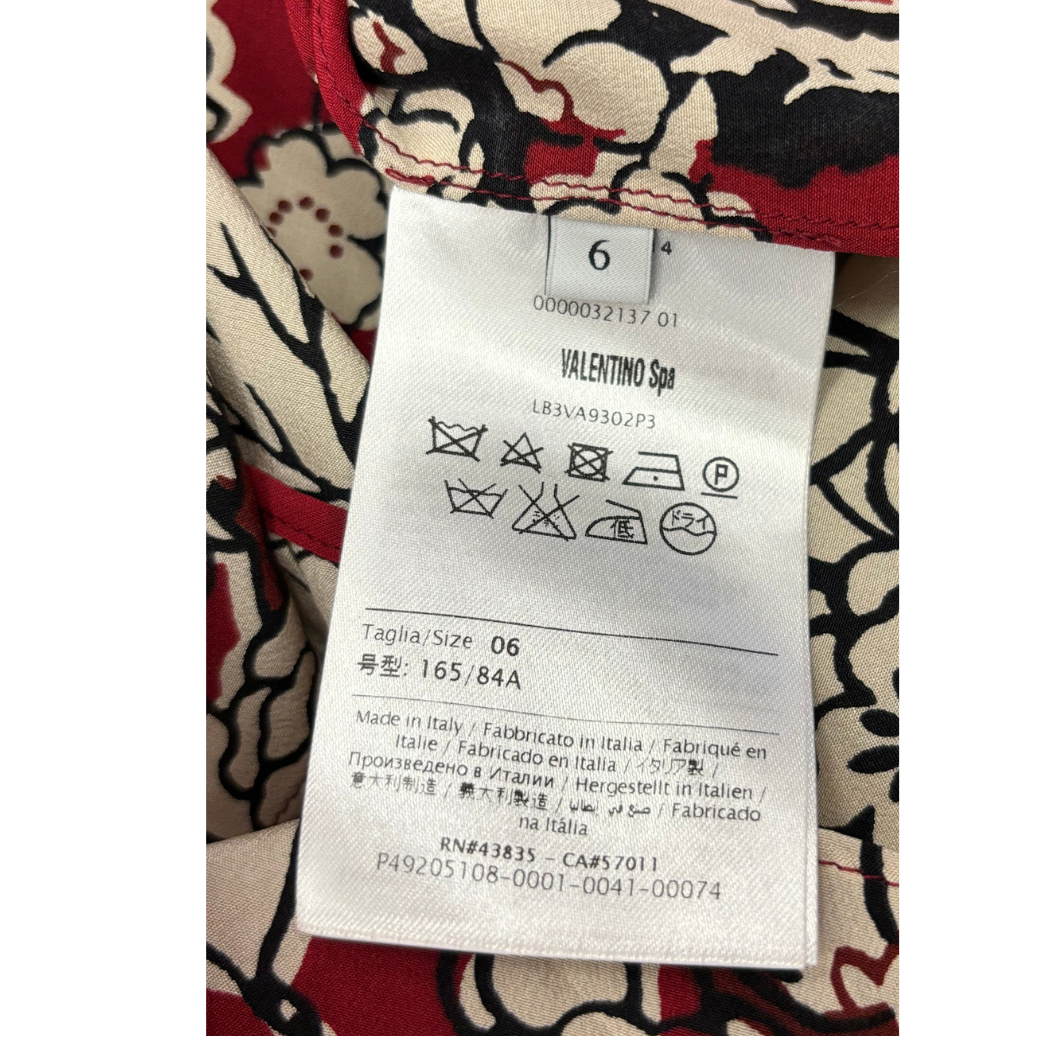 6
4
0000032137 01
VALENTINO Spa
LB3VA9302P3
P
低 ドライ
Taglia/Size 06
号型: 165/84A
Made in Italy / Fabbricato in Italia / Fabriqué en
Italie / Fabricado en Italia / イタリア製 /
Произведено в Италии / Hergestellt in Italien /
意大利制造 / 義大利製造 / صنع في إيطاليا / Fabricado
na Itália
RN#43835 - CA#57011
P49205108-0001-0041-00074